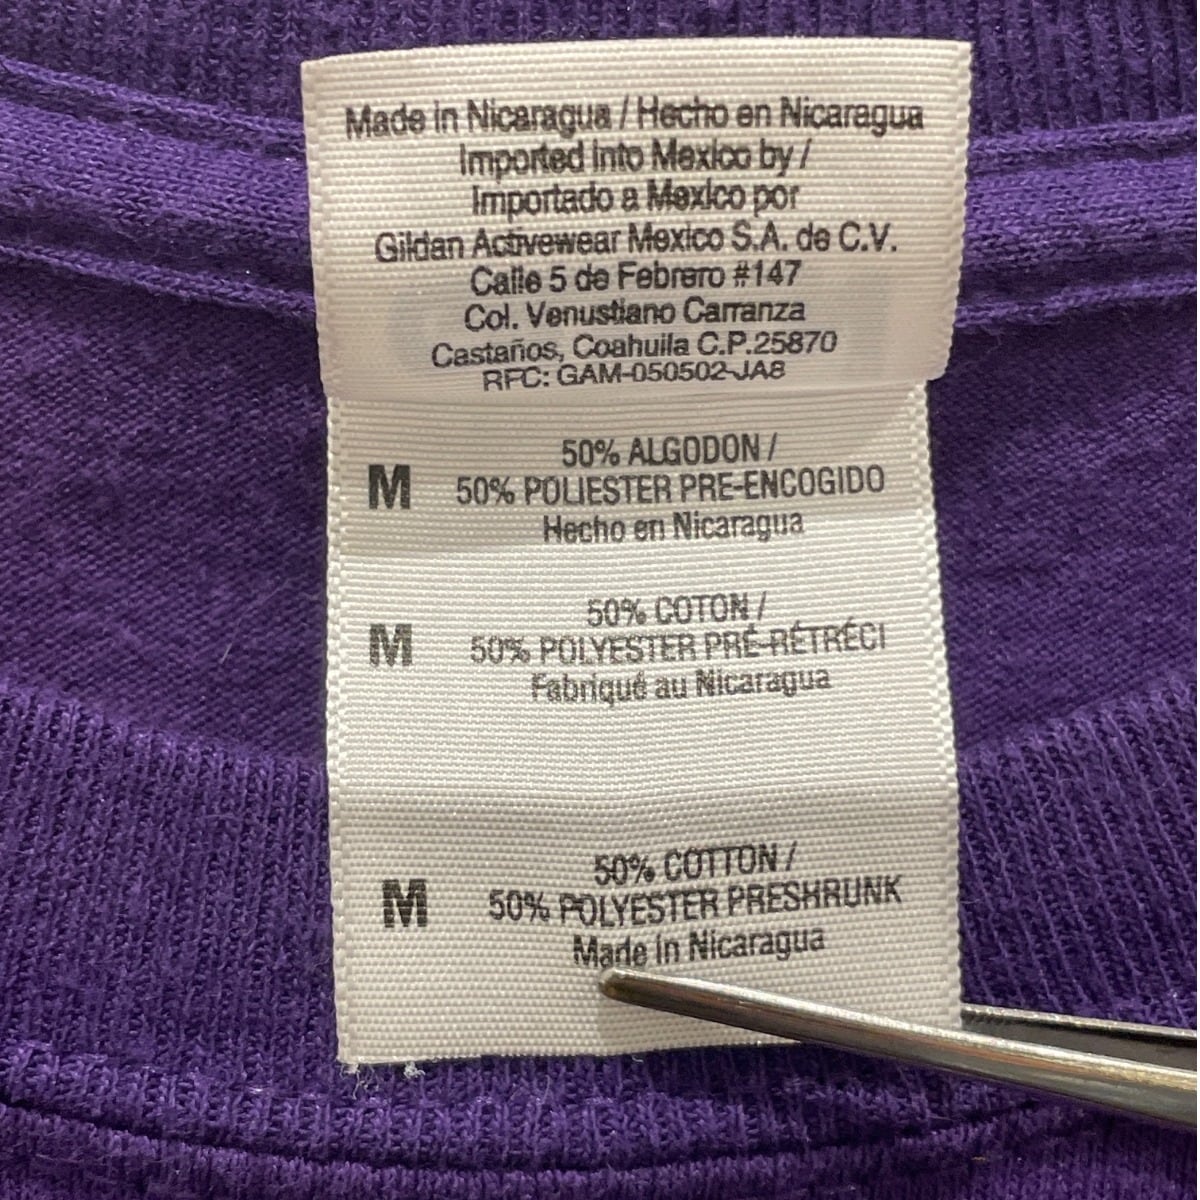 Made in Nicaragua / Hecho en Nicaragua
Imported into Mexico by /
Importado a Mexico por
Gildan Activewear Mexico S.A. de C.V.
Calle 5 de Febrero #147
Col. Venustiano Carranza
Castaños, Coahuila C.P.25870
RFC: GAM-050502-JA8
50% ALGODON /
M 50% POLIESTER PRE-ENCOGIDO
Hecho en Nicaragua
50% COTON /
M 50% POLYESTER PRÉ-RÉTRÉCI
Fabriqué au Nicaragua
50% COTTON /
M 50% POLYESTER PRESHRUNK
Made in Nicaragua